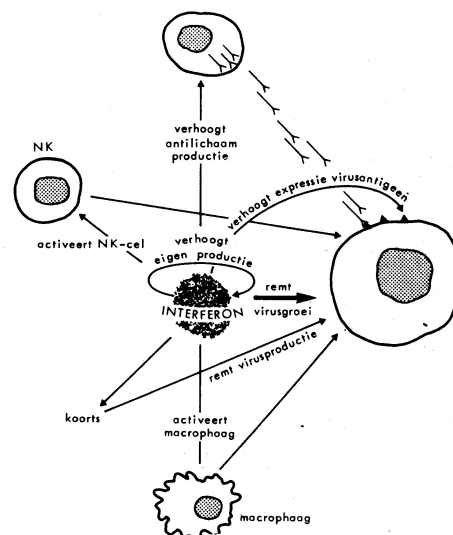 verhoogt
antilichaam
productie
NK
verhoogt expressie virusantigeen
activeert NK-cel
verhoogt
eigen productie
INTERFERON
remt
virusgroei
remt virusproductie
koorts
activeert
macrophaag
macrophaag